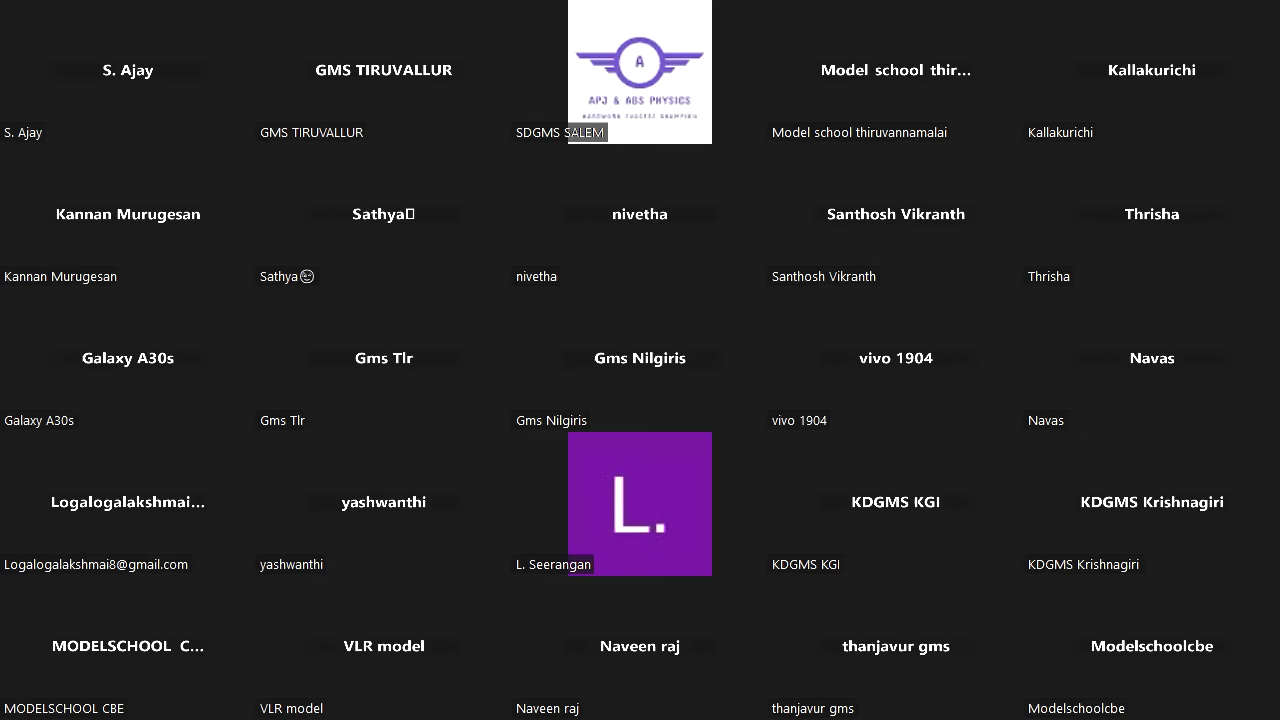 S. Ajay
GMS TIRUVALLUR
A
APJ & ABS PHYSICS
Model school thir...
Kallakurichi
S. Ajay
GMS TIRUVALLUR
SDGMS SALEM
Model school thiruvannamalai
Kallakurichi
Kannan Murugesan
Sathya
nivetha
Santhosh Vikranth
Thrisha
Kannan Murugesan
Sathya
nivetha
Santhosh Vikranth
Thrisha
Galaxy A30s
Gms Tlr
Gms Nilgiris
vivo 1904
Navas
Galaxy A30s
Gms Tlr
Gms Nilgiris
vivo 1904
Navas
Logalogalakshmai...
yashwanthi
L.
KDGMS KGI
KDGMS Krishnagiri
Logalogalakshmai8@gmail.com
yashwanthi
L. Seerangan
KDGMS KGI
KDGMS Krishnagiri
MODELSCHOOL C...
VLR model
Naveen raj
thanjavur gms
Modelschoolcbe
MODELSCHOOL CBE
VLR model
Naveen raj
thanjavur gms
Modelschoolcbe